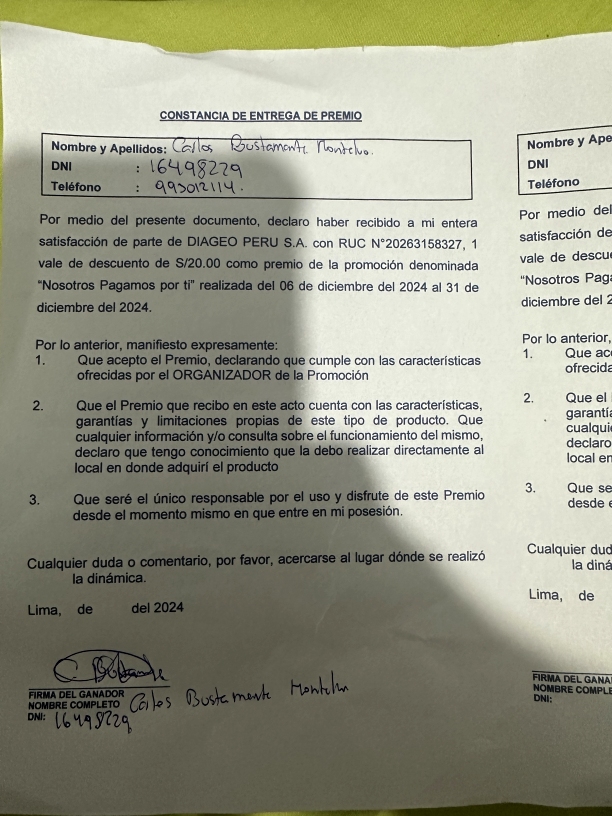 CONSTANCIA DE ENTREGA DE PREMIO
Nombre y Apellidos: Carlos Bustamante
DNI : 16498229
Teléfono : 993012114.
Por medio del presente documento, declaro haber recibido a mi entera
satisfacción de parte de DIAGEO PERU S.A. con RUC N°20263158327, 1
vale de descuento de S/20.00 como premio de la promoción denominada
"Nosotros Pagamos por ti" realizada del 06 de diciembre del 2024 al 31 de
diciembre del 2024.
Por lo anterior, manifiesto expresamente:
1. Que acepto el Premio, declarando que cumple con las características
ofrecidas por el ORGANIZADOR de la Promoción
2. Que el Premio que recibo en este acto cuenta con las características,
garantías y limitaciones propias de este tipo de producto. Que
cualquier información y/o consulta sobre el funcionamiento del mismo,
declaro que tengo conocimiento que la debo realizar directamente al
local en donde adquirí el producto
3. Que seré el único responsable por el uso y disfrute de este Premio
desde el momento mismo en que entre en mi posesión.
Cualquier duda o comentario, por favor, acercarse al lugar dónde se realizó
la dinámica.
Lima, de del 2024
FIRMA DEL GANADOR
NOMBRE COMPLETO Carlos Bustamante
DNI: 16498229
Nombre y Ape
DNI
Teléfono
Por medio del
satisfacción de
vale de descue
"Nosotros Paga
diciembre del 2
Por lo anterior,
1. Que ac
ofrecida
2. Que el
garantía
cualquie
declaro
local en
3. Que se
desde e
Cualquier dud
la diná
Lima, de
FIRMA DEL GANA
NOMBRE COMPLE
DNI: